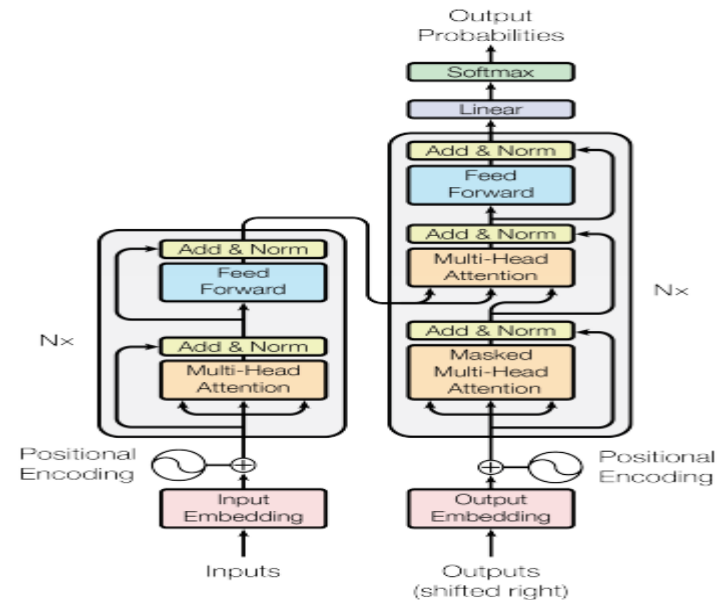 Output
Probabilities
Softmax
Linear
Add & Norm
Feed
Forward
Add & Norm
Multi-Head
Attention
Nx
Add & Norm
Masked
Multi-Head
Attention
Add & Norm
Feed
Forward
Nx
Add & Norm
Multi-Head
Attention
Positional
Encoding
Positional
Encoding
Input
Embedding
Output
Embedding
Inputs
Outputs
(shifted right)